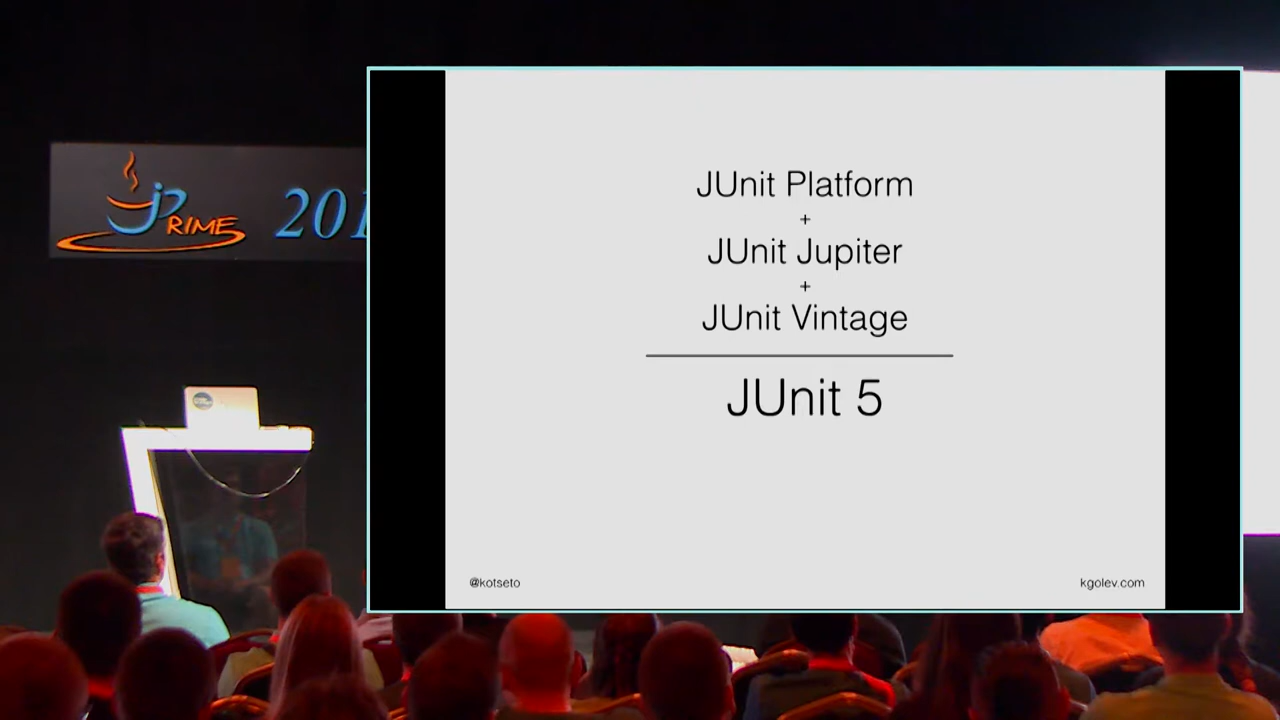 jPRIME 201
JUnit Platform
+
JUnit Jupiter
+
JUnit Vintage
JUnit 5
@kotseto
kgolev.com